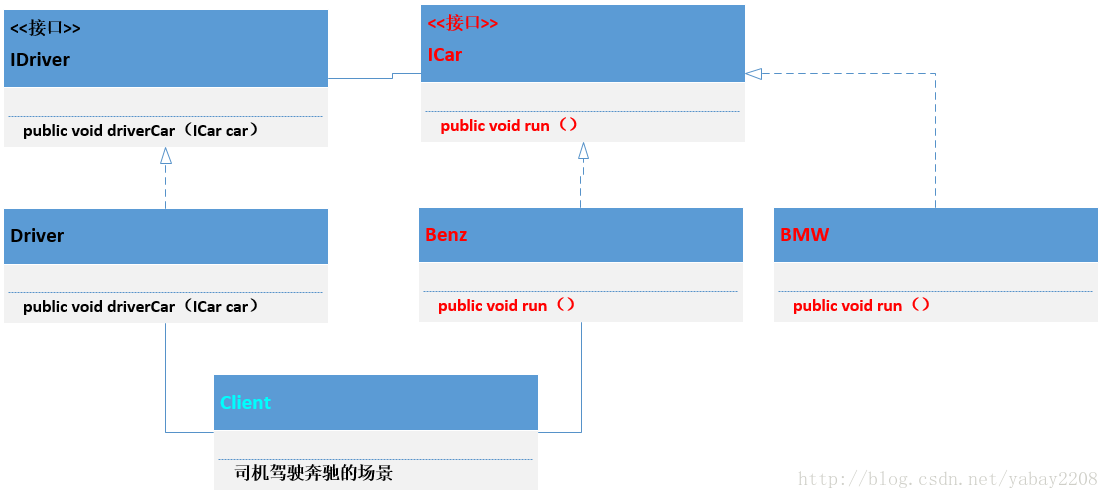 <<接口>>
IDriver
public void driverCar（ICar car）
<<接口>>
ICar
public void run（）
Driver
public void driverCar（ICar car）
Benz
public void run（）
BMW
public void run（）
Client
司机驾驶奔驰的场景
http://blog.csdn.net/yabay2208